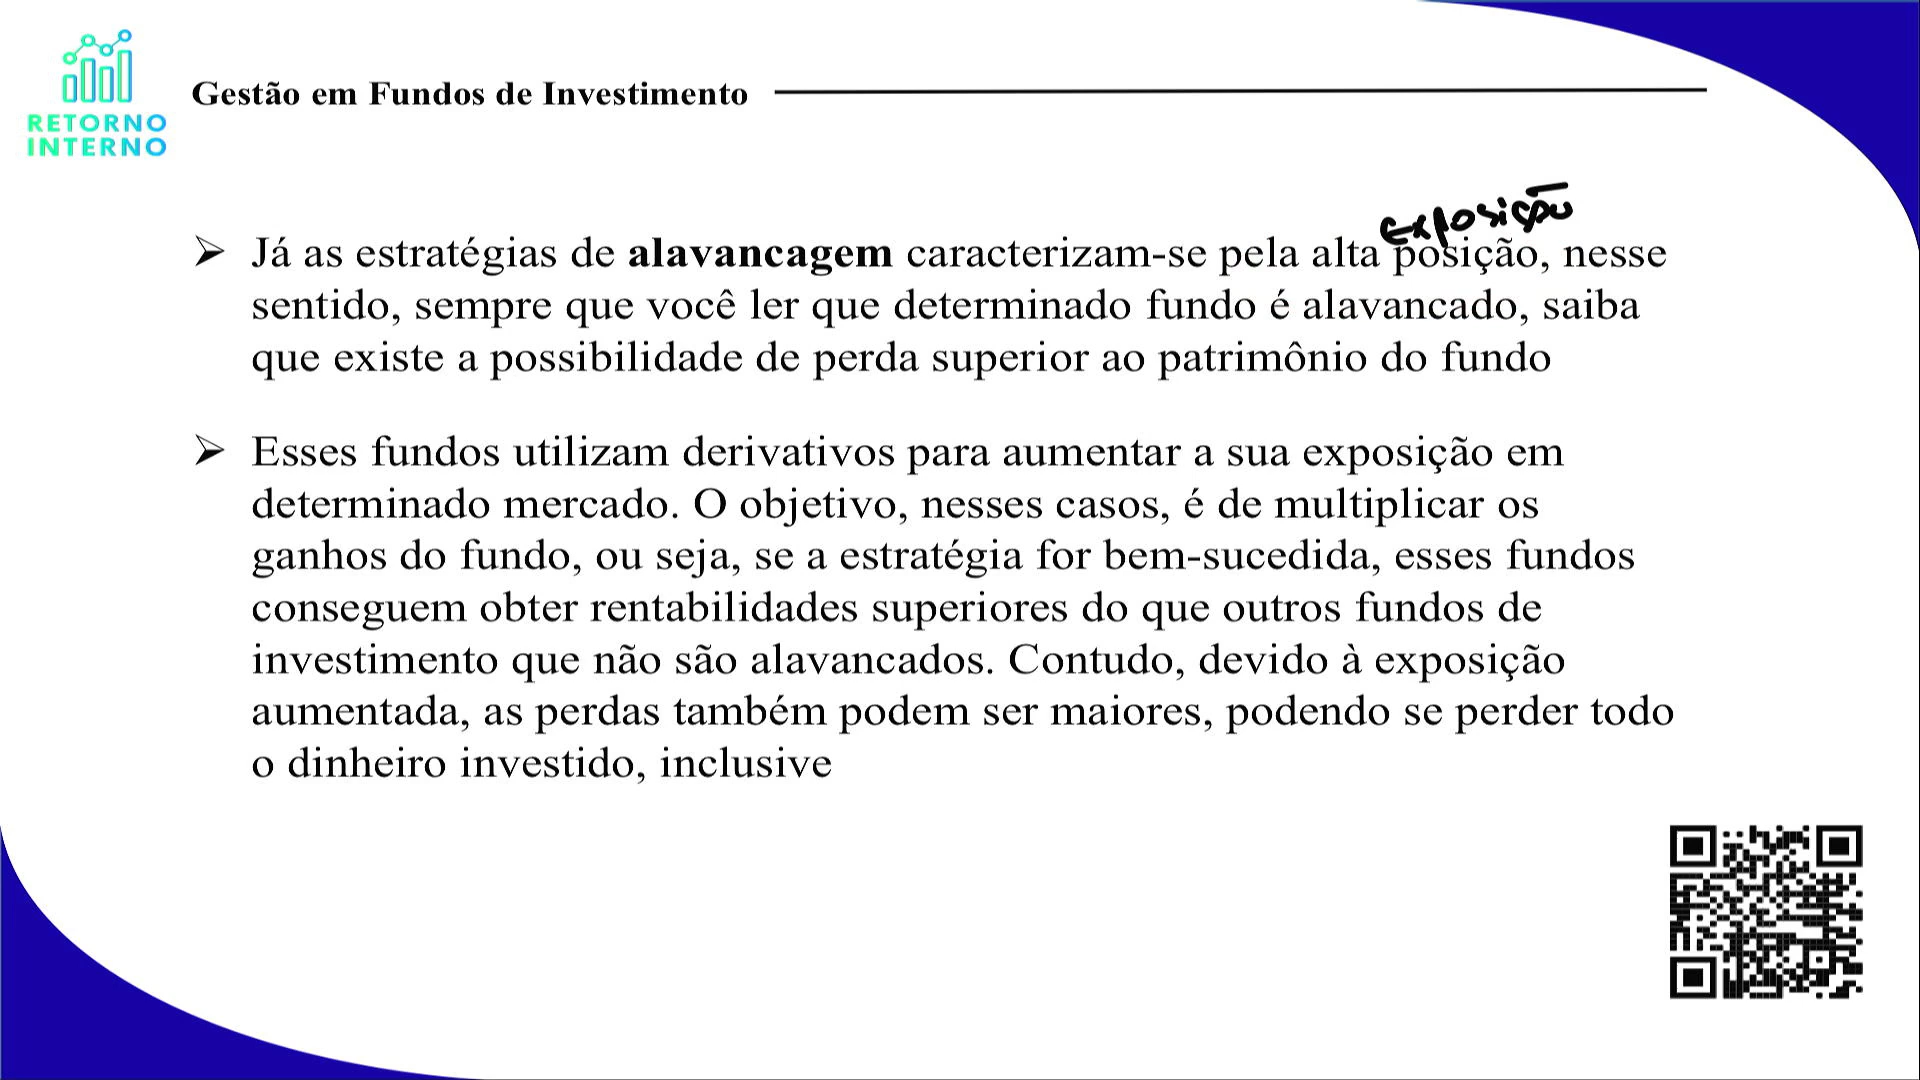 RETORNO
INTERNO
Gestão em Fundos de Investimento
exposição
Já as estratégias de alavancagem caracterizam-se pela alta posição, nesse
sentido, sempre que você ler que determinado fundo é alavancado, saiba
que existe a possibilidade de perda superior ao patrimônio do fundo
Esses fundos utilizam derivativos para aumentar a sua exposição em
determinado mercado. O objetivo, nesses casos, é de multiplicar os
ganhos do fundo, ou seja, se a estratégia for bem-sucedida, esses fundos
conseguem obter rentabilidades superiores do que outros fundos de
investimento que não são alavancados. Contudo, devido à exposição
aumentada, as perdas também podem ser maiores, podendo se perder todo
o dinheiro investido, inclusive